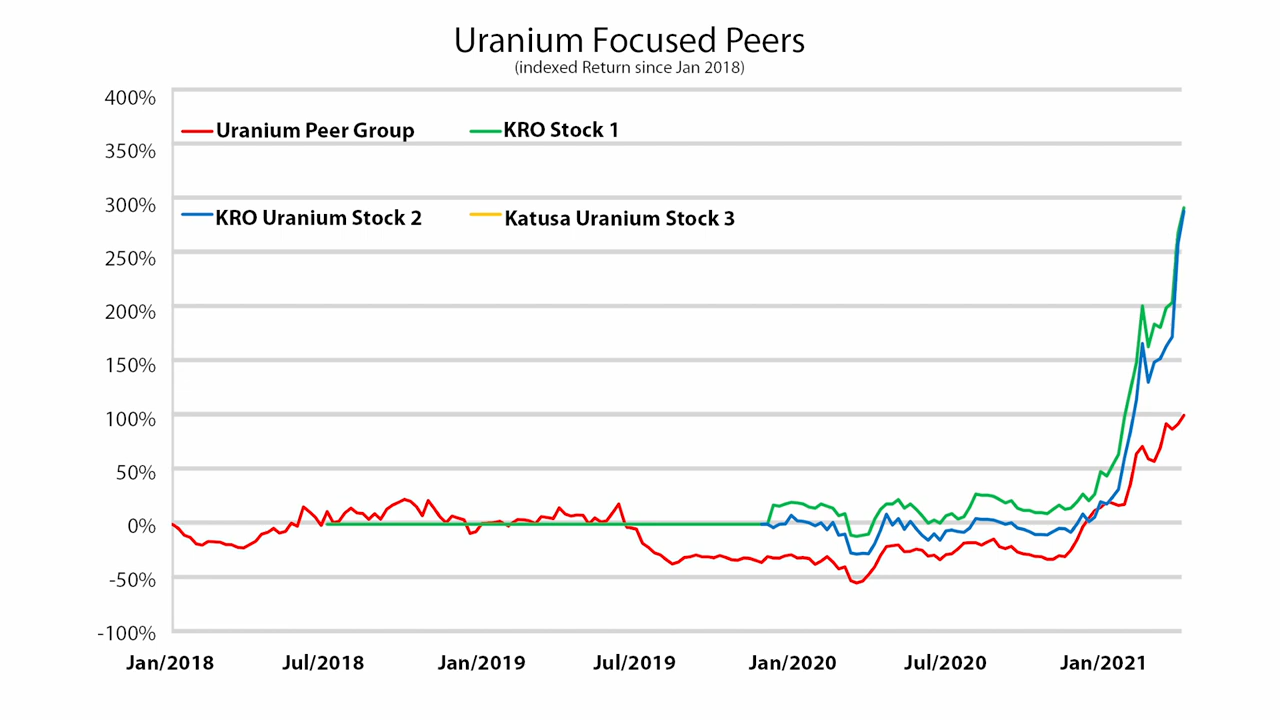 Uranium Focused Peers
(indexed Return since Jan 2018)
400%
Uranium Peer Group KRO Stock 1
350%
300%
KRO Uranium Stock 2 Katusa Uranium Stock 3
250%
200%
150%
100%
50%
0%
-50%
-100%
Jan/2018 Jul/2018 Jan/2019 Jul/2019 Jan/2020 Jul/2020 Jan/2021